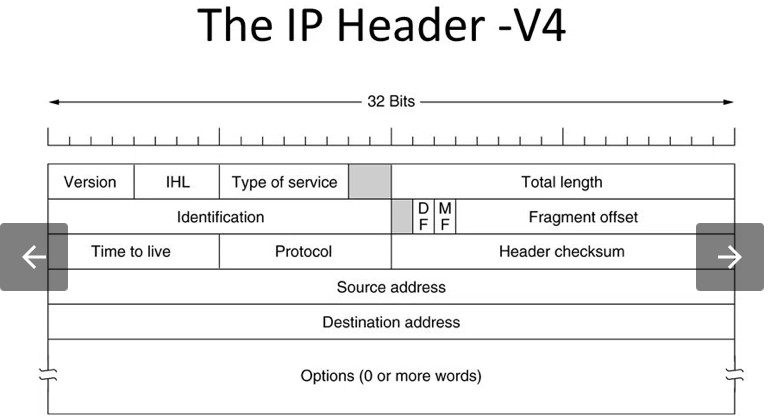 The IP Header -V4
32 Bits
Version IHL Type of service Total length
Identification D F M F Fragment offset
Time to live Protocol Header checksum
Source address
Destination address
Options (0 or more words)